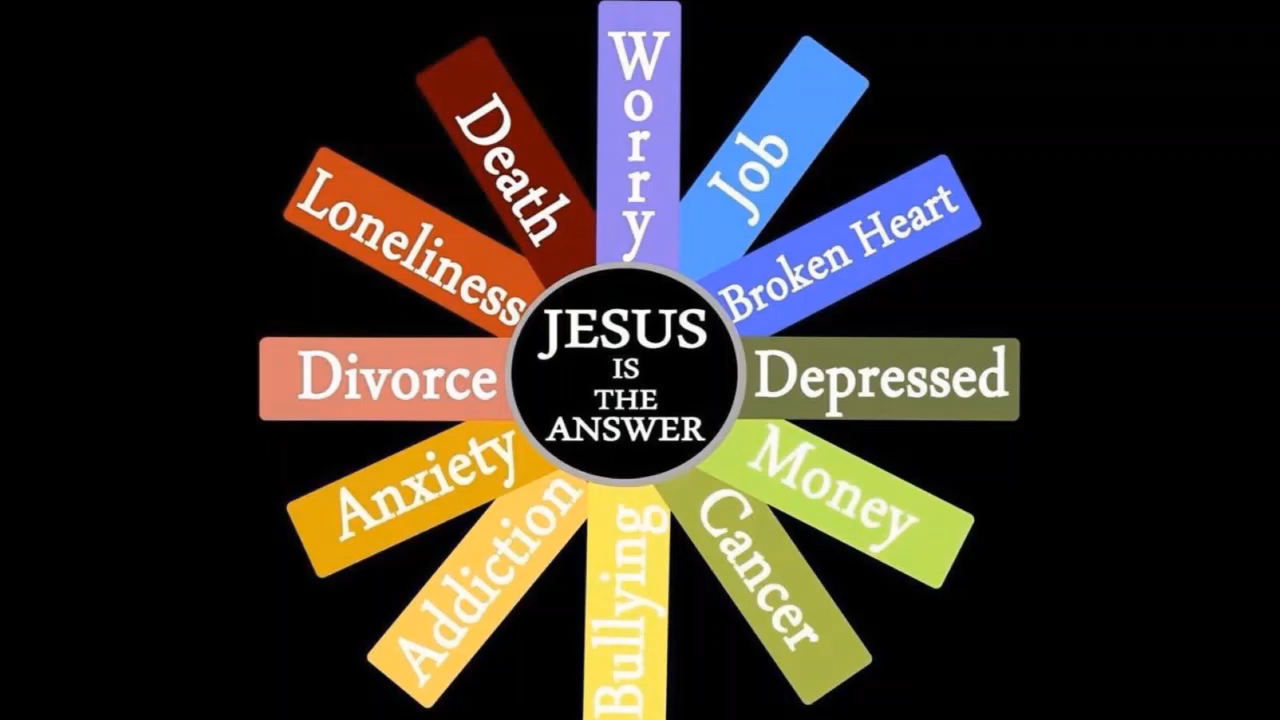 Worry
Job
Broken Heart
Depressed
Money
Cancer
Bullying
Addiction
Anxiety
Divorce
Loneliness
Death
JESUS
IS
THE
ANSWER